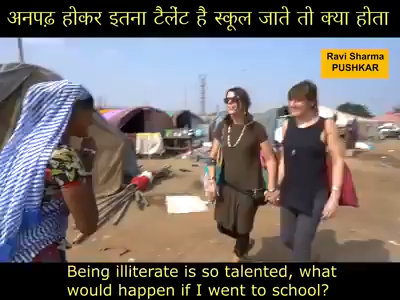 अनपढ़ होकर इतना टैलेंट है स्कूल जाते तो क्या होता
Ravi Sharma
PUSHKAR
Being illiterate is so talented, what
would happen if I went to school?